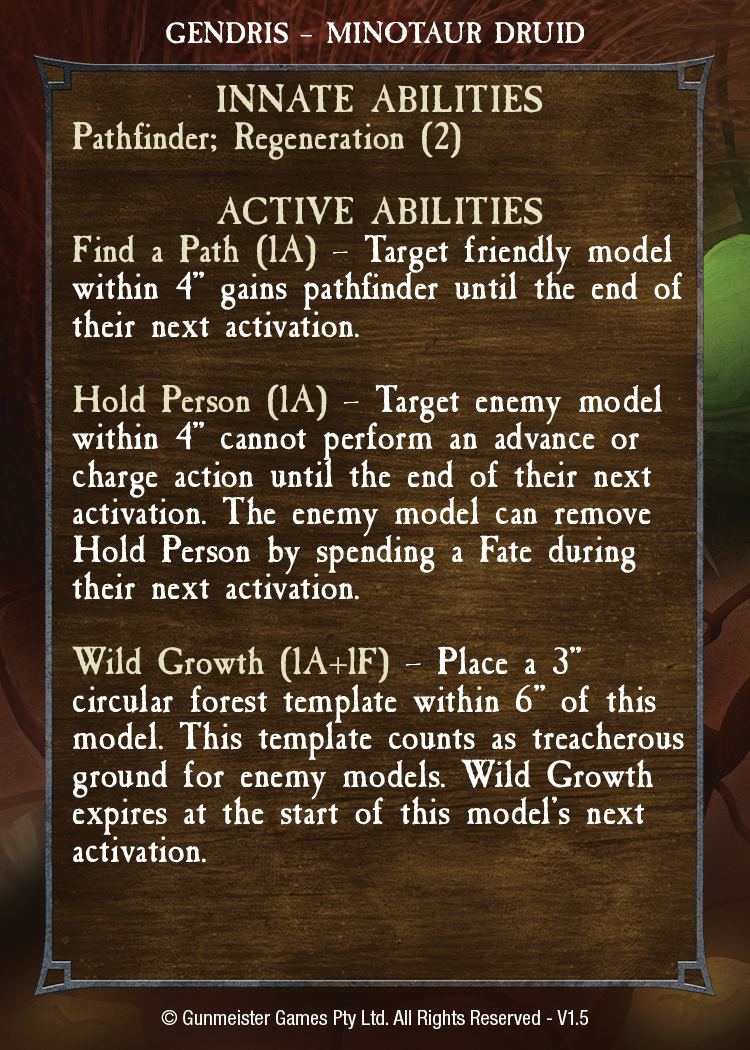 GENDRIS – MINOTAUR DRUID
INNATE ABILITIES
Pathfinder; Regeneration (2)
ACTIVE ABILITIES
Find a Path (1A) – Target friendly model
within 4” gains pathfinder until the end of
their next activation.
Hold Person (1A) – Target enemy model
within 4” cannot perform an advance or
charge action until the end of their next
activation. The enemy model can remove
Hold Person by spending a Fate during
their next activation.
Wild Growth (1A+1F) – Place a 3”
circular forest template within 6” of this
model. This template counts as treacherous
ground for enemy models. Wild Growth
expires at the start of this model’s next
activation.
© Gunmeister Games Pty Ltd. All Rights Reserved - V1.5